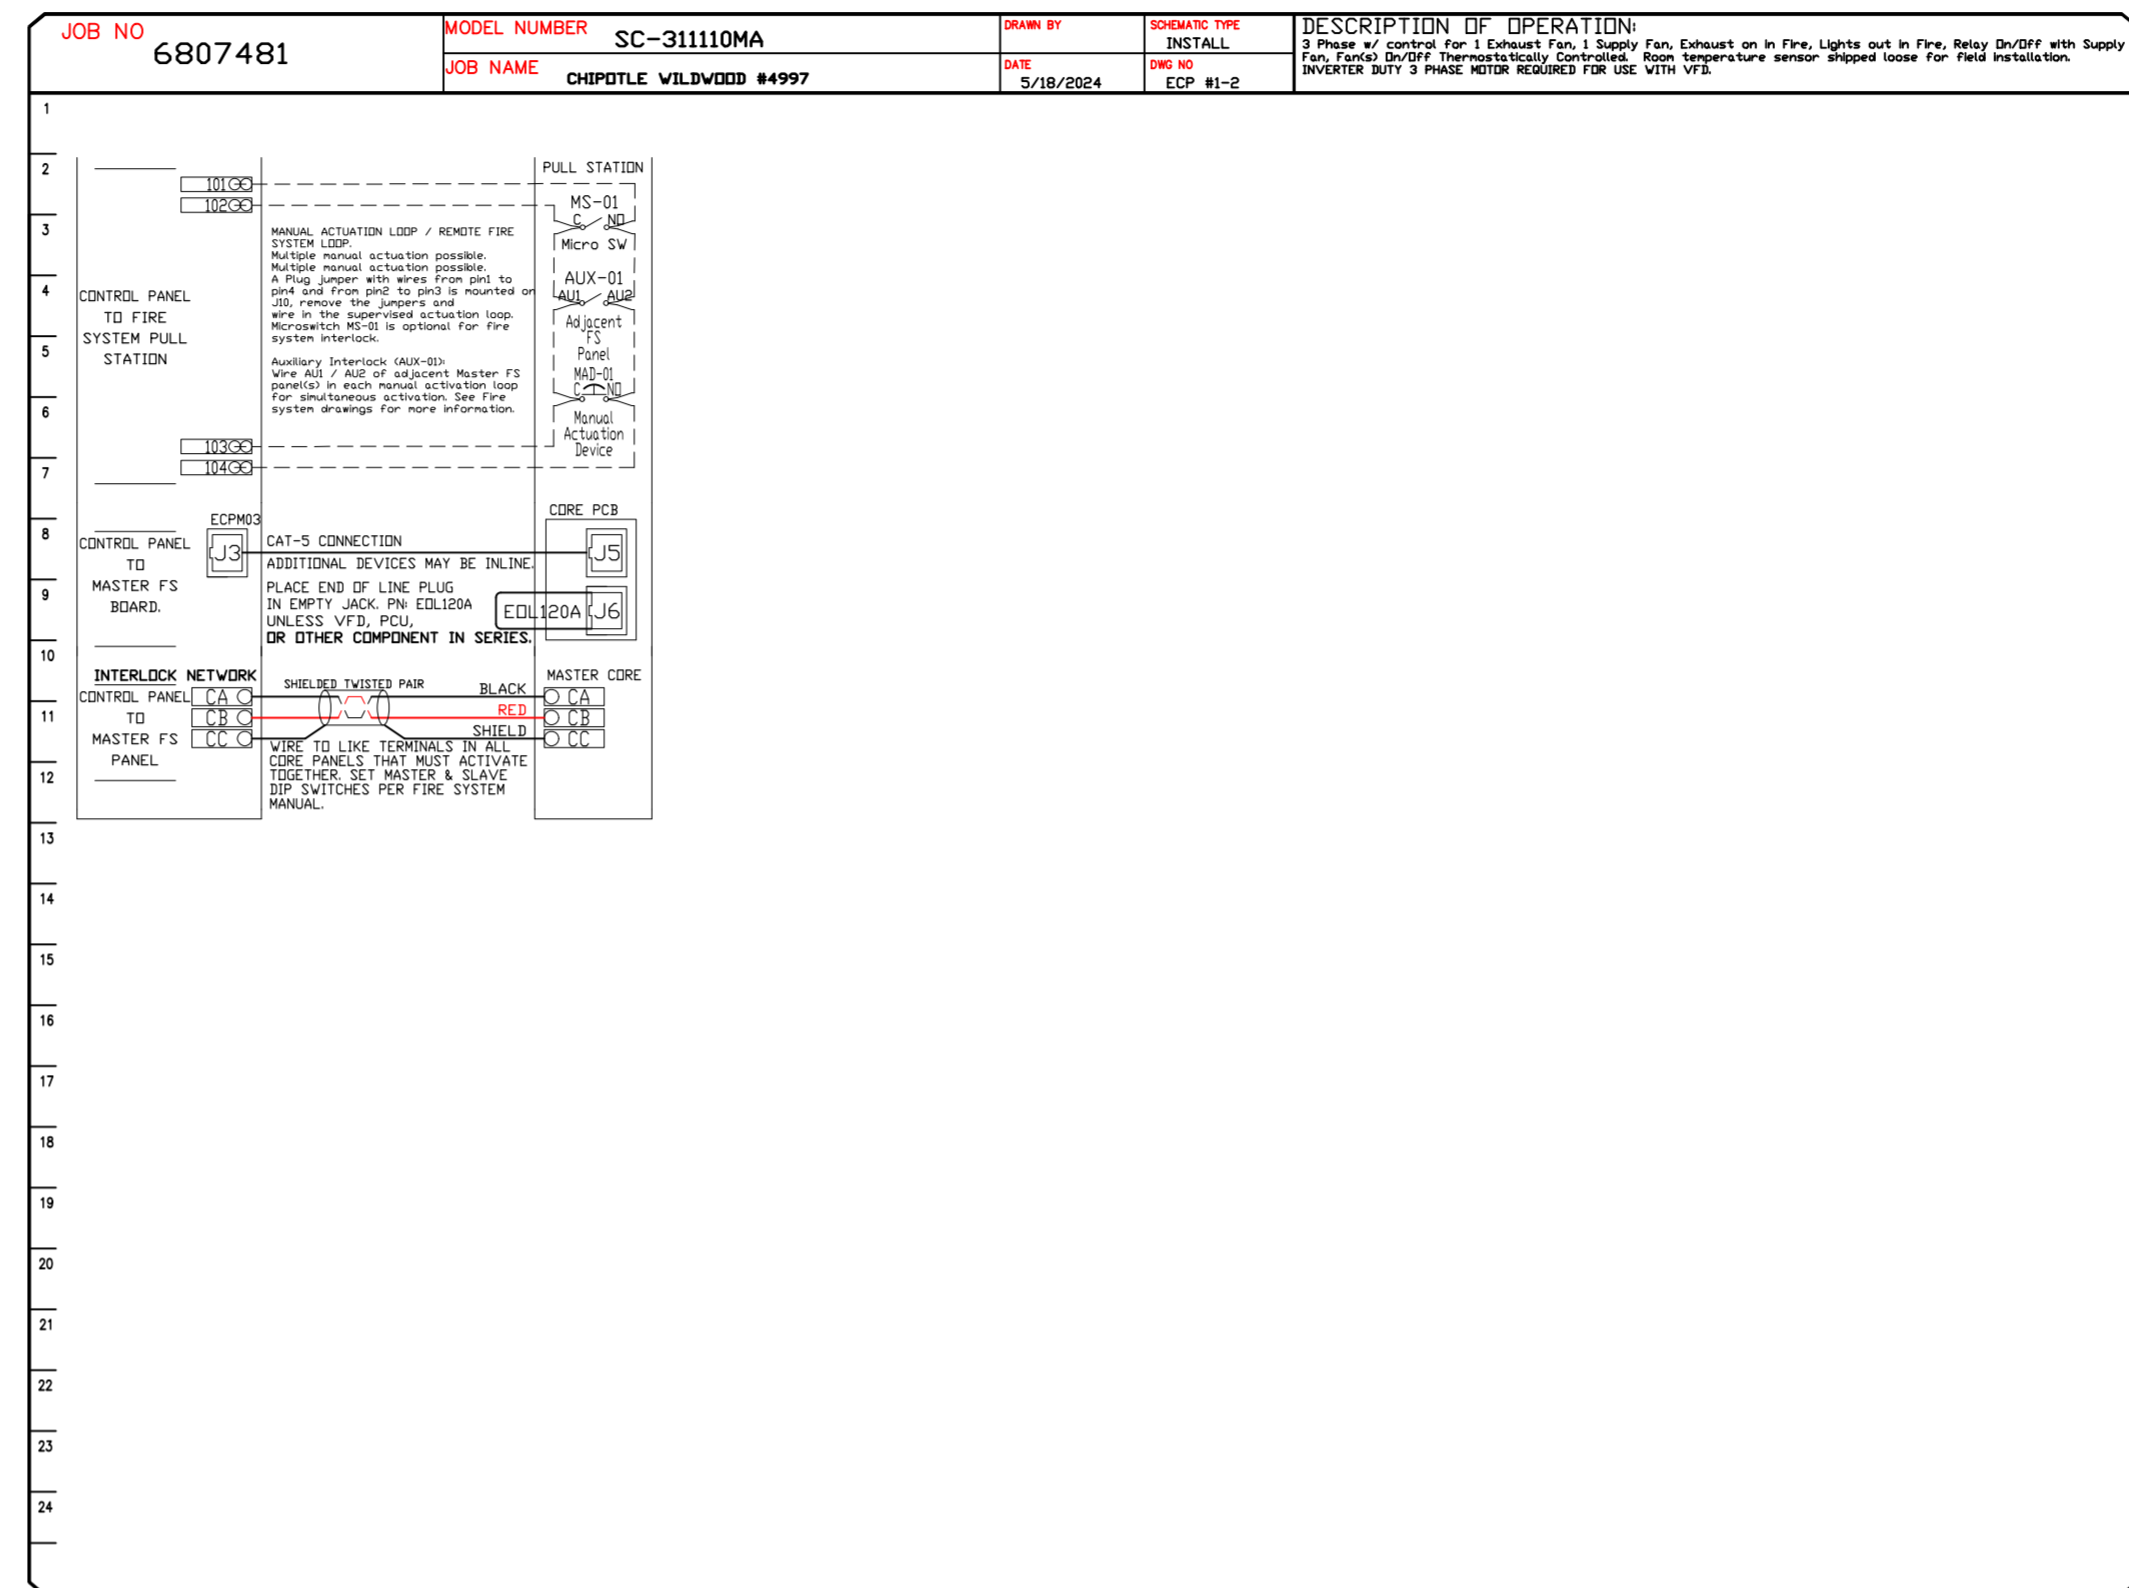 JOB NO
6807481
MODEL NUMBER
SC-311110MA
JOB NAME
CHIPOTLE WILDWOOD #4997
DRAWN BY
DATE
5/18/2024
SCHEMATIC TYPE
INSTALL
DWG NO
ECP #1-2
DESCRIPTION OF OPERATION:
3 Phase w/ control for 1 Exhaust Fan, 1 Supply Fan, Exhaust on in Fire, Lights out in Fire, Relay On/Off with Supply
Fan, Fan(s) On/Off Thermostatically Controlled. Room temperature sensor shipped loose for field installation.
INVERTER DUTY 3 PHASE MOTOR REQUIRED FOR USE WITH VFD.
1
2
3
4
5
6
7
8
9
10
11
12
13
14
15
16
17
18
19
20
21
22
23
24
CONTROL PANEL
TO FIRE
SYSTEM PULL
STATION
101
102
103
104
MANUAL ACTUATION LOOP / REMOTE FIRE
SYSTEM LOOP.
Multiple manual actuation possible.
Multiple manual actuation possible.
A Plug jumper with wires from pin1 to
pin4 and from pin2 to pin3 is mounted on
J10, remove the jumpers and
wire in the supervised actuation loop.
Microswitch MS-01 is optional for fire
system interlock.
Auxiliary Interlock (AUX-01):
Wire AU1 / AU2 of adjacent Master FS
panel(s) in each manual activation loop
for simultaneous activation. See Fire
system drawings for more information.
PULL STATION
MS-01
C NO
Micro SW
AUX-01
AU1 AU2
Adjacent
FS
Panel
MAD-01
C NO
Manual
Actuation
Device
CONTROL PANEL
TO
MASTER FS
BOARD.
ECPM03
J3
CAT-5 CONNECTION
ADDITIONAL DEVICES MAY BE INLINE.
PLACE END OF LINE PLUG
IN EMPTY JACK. PN: EOL120A
UNLESS VFD, PCU,
OR OTHER COMPONENT IN SERIES.
CORE PCB
J5
EOL120A
J6
INTERLOCK NETWORK
CONTROL PANEL
TO
MASTER FS
PANEL
CA
CB
CC
SHIELDED TWISTED PAIR
BLACK
RED
SHIELD
MASTER CORE
CA
CB
CC
WIRE TO LIKE TERMINALS IN ALL
CORE PANELS THAT MUST ACTIVATE
TOGETHER. SET MASTER & SLAVE
DIP SWITCHES PER FIRE SYSTEM
MANUAL.